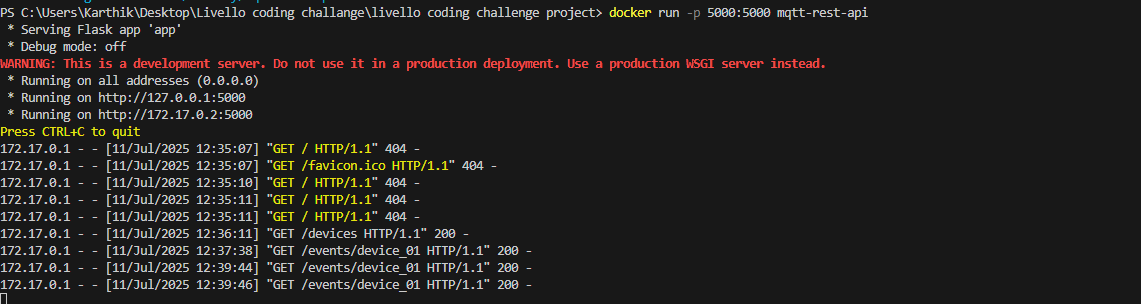 PS C:\Users\Karthik\Desktop\Livello coding challange\livello coding challenge project> docker run -p 5000:5000 mqtt-rest-api
 * Serving Flask app 'app'
 * Debug mode: off
WARNING: This is a development server. Do not use it in a production deployment. Use a production WSGI server instead.
 * Running on all addresses (0.0.0.0)
 * Running on http://127.0.0.1:5000
 * Running on http://172.17.0.2:5000
Press CTRL+C to quit
172.17.0.1 - - [11/Jul/2025 12:35:07] "GET / HTTP/1.1" 404 -
172.17.0.1 - - [11/Jul/2025 12:35:07] "GET /favicon.ico HTTP/1.1" 404 -
172.17.0.1 - - [11/Jul/2025 12:35:10] "GET / HTTP/1.1" 404 -
172.17.0.1 - - [11/Jul/2025 12:35:11] "GET / HTTP/1.1" 404 -
172.17.0.1 - - [11/Jul/2025 12:35:11] "GET / HTTP/1.1" 404 -
172.17.0.1 - - [11/Jul/2025 12:36:11] "GET /devices HTTP/1.1" 200 -
172.17.0.1 - - [11/Jul/2025 12:37:38] "GET /events/device_01 HTTP/1.1" 200 -
172.17.0.1 - - [11/Jul/2025 12:39:44] "GET /events/device_01 HTTP/1.1" 200 -
172.17.0.1 - - [11/Jul/2025 12:39:46] "GET /events/device_01 HTTP/1.1" 200 -